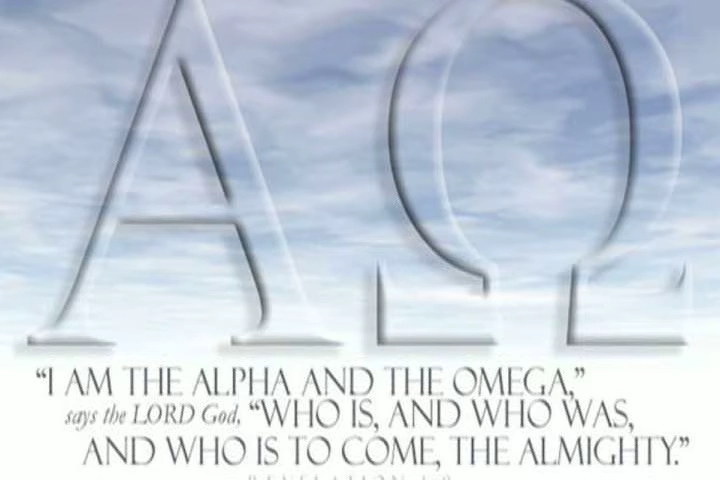 ΑΩ
“I AM THE ALPHA AND THE OMEGA,”
says the LORD God, “WHO IS, AND WHO WAS,
AND WHO IS TO COME, THE ALMIGHTY.”